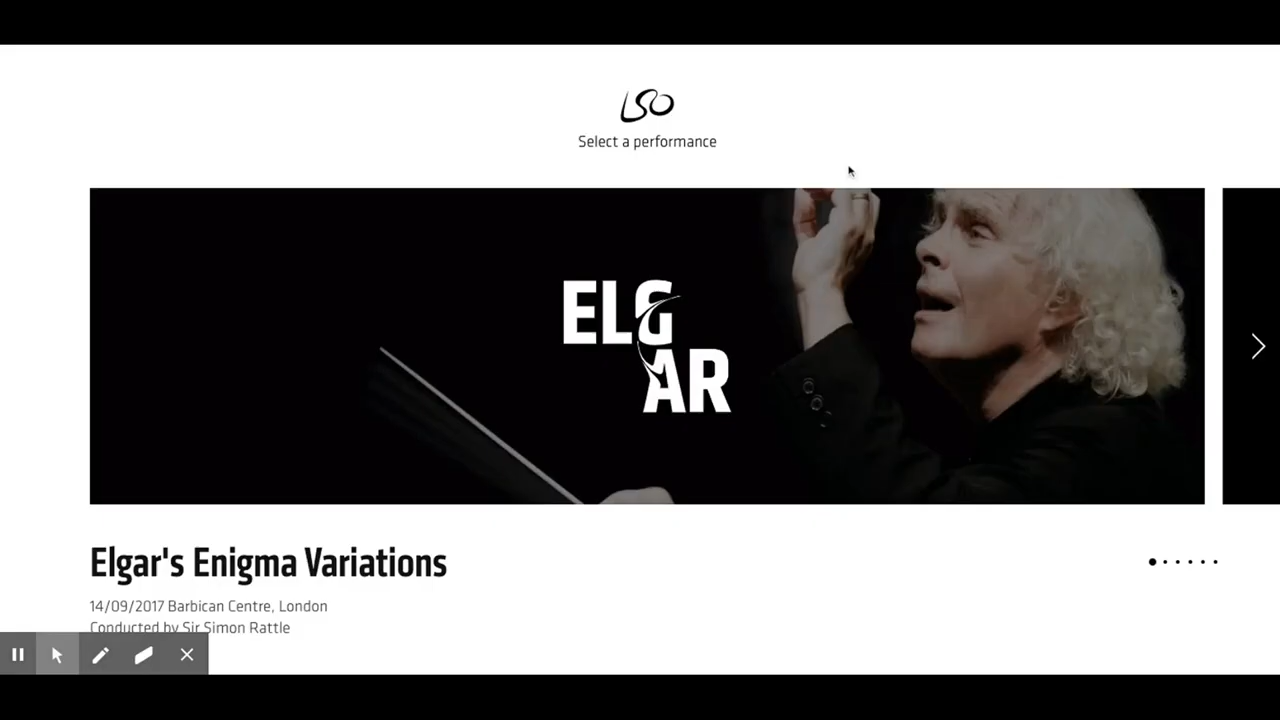 LSO
Select a performance
ELG
AR
Elgar's Enigma Variations
14/09/2017 Barbican Centre, London
Conducted by Sir Simon Rattle